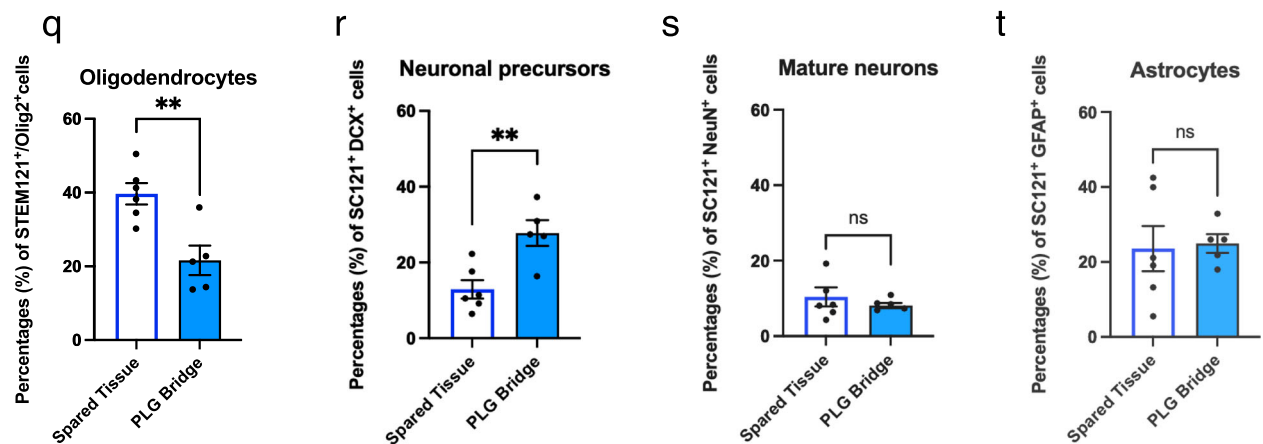 q
Oligodendrocytes
Percentages (%) of STEM121⁺/Olig2⁺cells
**
60
40
20
0
Spared Tissue
PLG Bridge
r
Neuronal precursors
Percentages (%) of SC121⁺ DCX⁺ cells
**
60
40
20
0
Spared Tissue
PLG Bridge
s
Mature neurons
Percentages (%) of SC121⁺ NeuN⁺ cells
ns
60
40
20
0
Spared Tissue
PLG Bridge
t
Astrocytes
Percentages (%) of SC121⁺ GFAP⁺ cells
ns
60
40
20
0
Spared Tissue
PLG Bridge